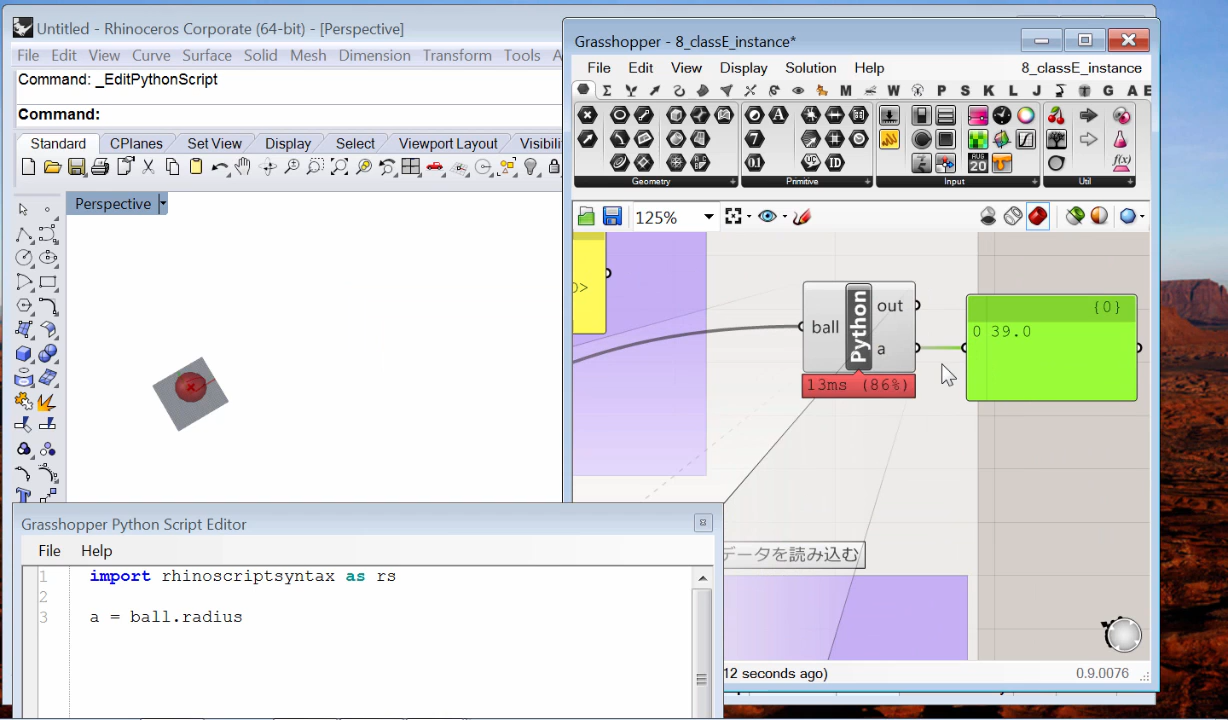 Untitled - Rhinoceros Corporate (64-bit) - [Perspective]
File Edit View Curve Surface Solid Mesh Dimension Transform Tools A
Command: _EditPythonScript
Command:
Standard CPlanes Set View Display Select Viewport Layout Visibili
Perspective
Grasshopper - 8_classE_instance*
File Edit View Display Solution Help 8_classE_instance
M W P S K L J G A E
Geometry Primitive Input Util
125%
ball Python out a
13ms (86%)
{0}
0 39.0
データを読み込む
12 seconds ago)
0.9.0076
Grasshopper Python Script Editor
File Help
1 import rhinoscriptsyntax as rs
2
3 a = ball.radius